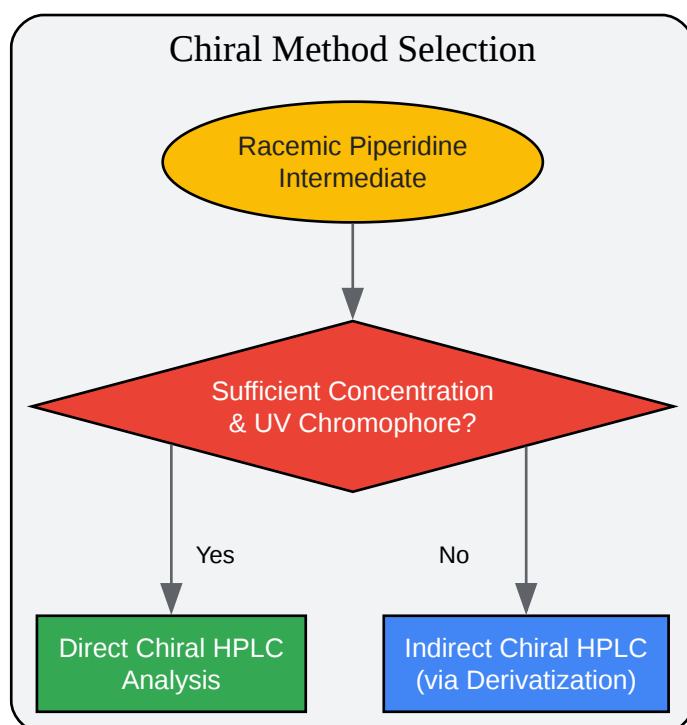 Chiral Method Selection
Racemic Piperidine
Intermediate
Sufficient Concentration
& UV Chromophore?
Yes
No
Direct Chiral HPLC
Analysis
Indirect Chiral HPLC
(via Derivatization)